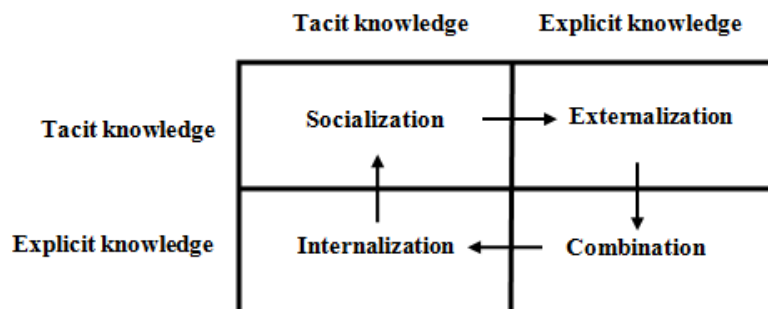 Tacit knowledge Explicit knowledge
Tacit knowledge Socialization Externalization
Explicit knowledge Internalization Combination